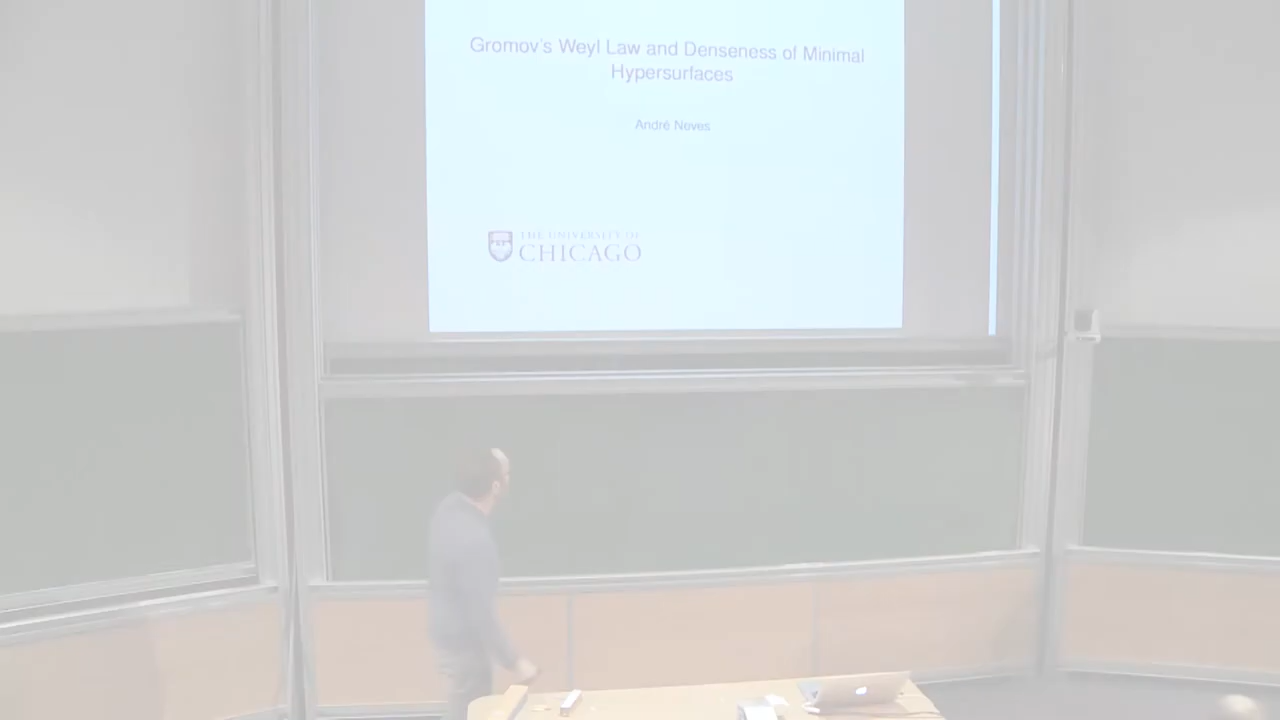 Gromov's Weyl Law and Denseness of Minimal
Hypersurfaces
André Neves
THE UNIVERSITY OF
CHICAGO